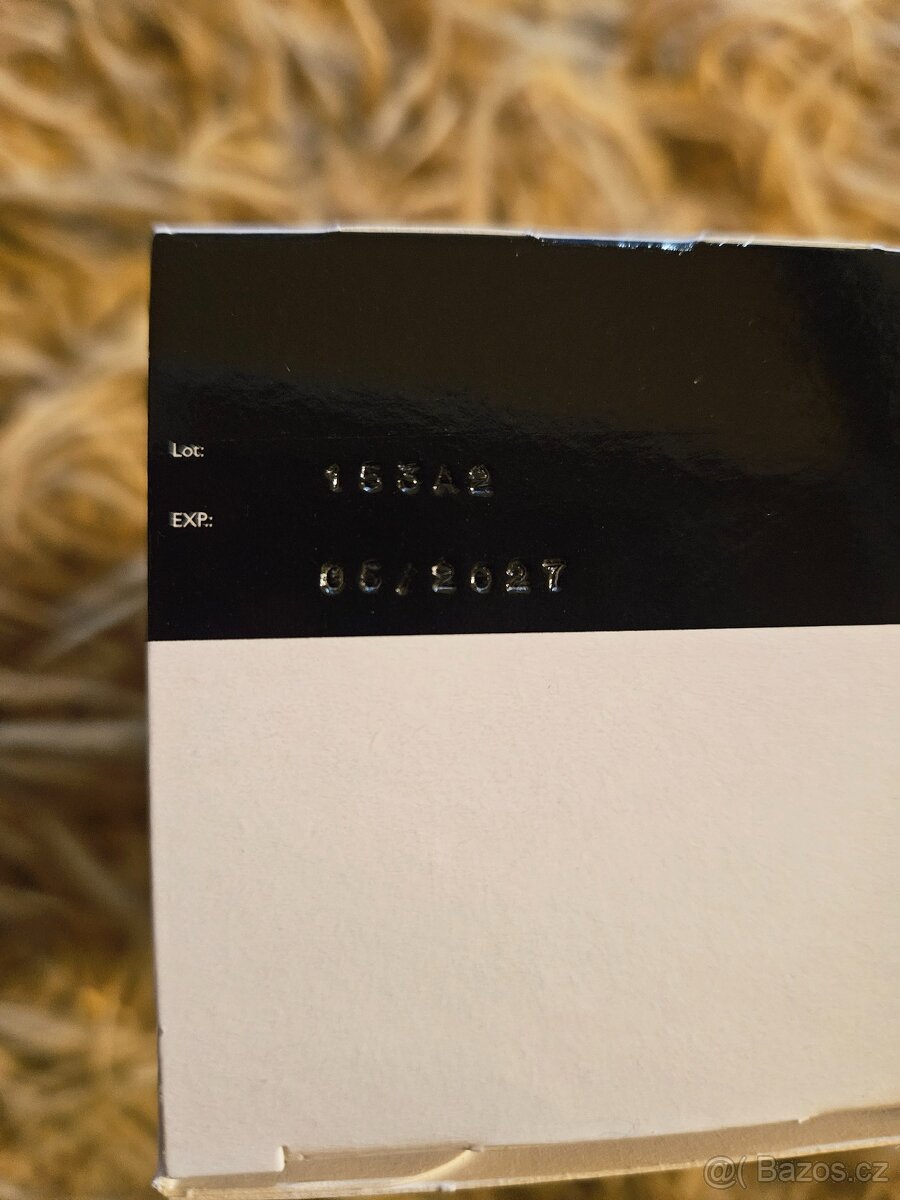 Lot:
153A2
EXP.:
05/2027
@( Bazos.cz